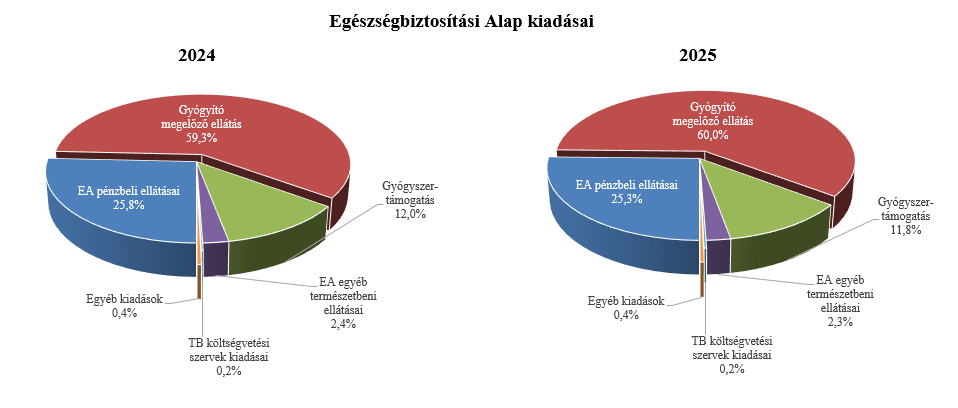 Egészségbiztosítási Alap kiadásai
2024
Gyógyító
megelőző ellátás
59,3%
EA pénzbeli ellátásai
25,8%
Gyógyszer-
támogatás
12,0%
EA egyéb
természetbeni
ellátásai
2,4%
Egyéb kiadások
0,4%
TB költségvetési
szervek kiadásai
0,2%
2025
Gyógyító
megelőző ellátás
60,0%
EA pénzbeli ellátásai
25,3%
Gyógyszer-
támogatás
11,8%
EA egyéb
természetbeni
ellátásai
2,3%
Egyéb kiadások
0,4%
TB költségvetési
szervek kiadásai
0,2%